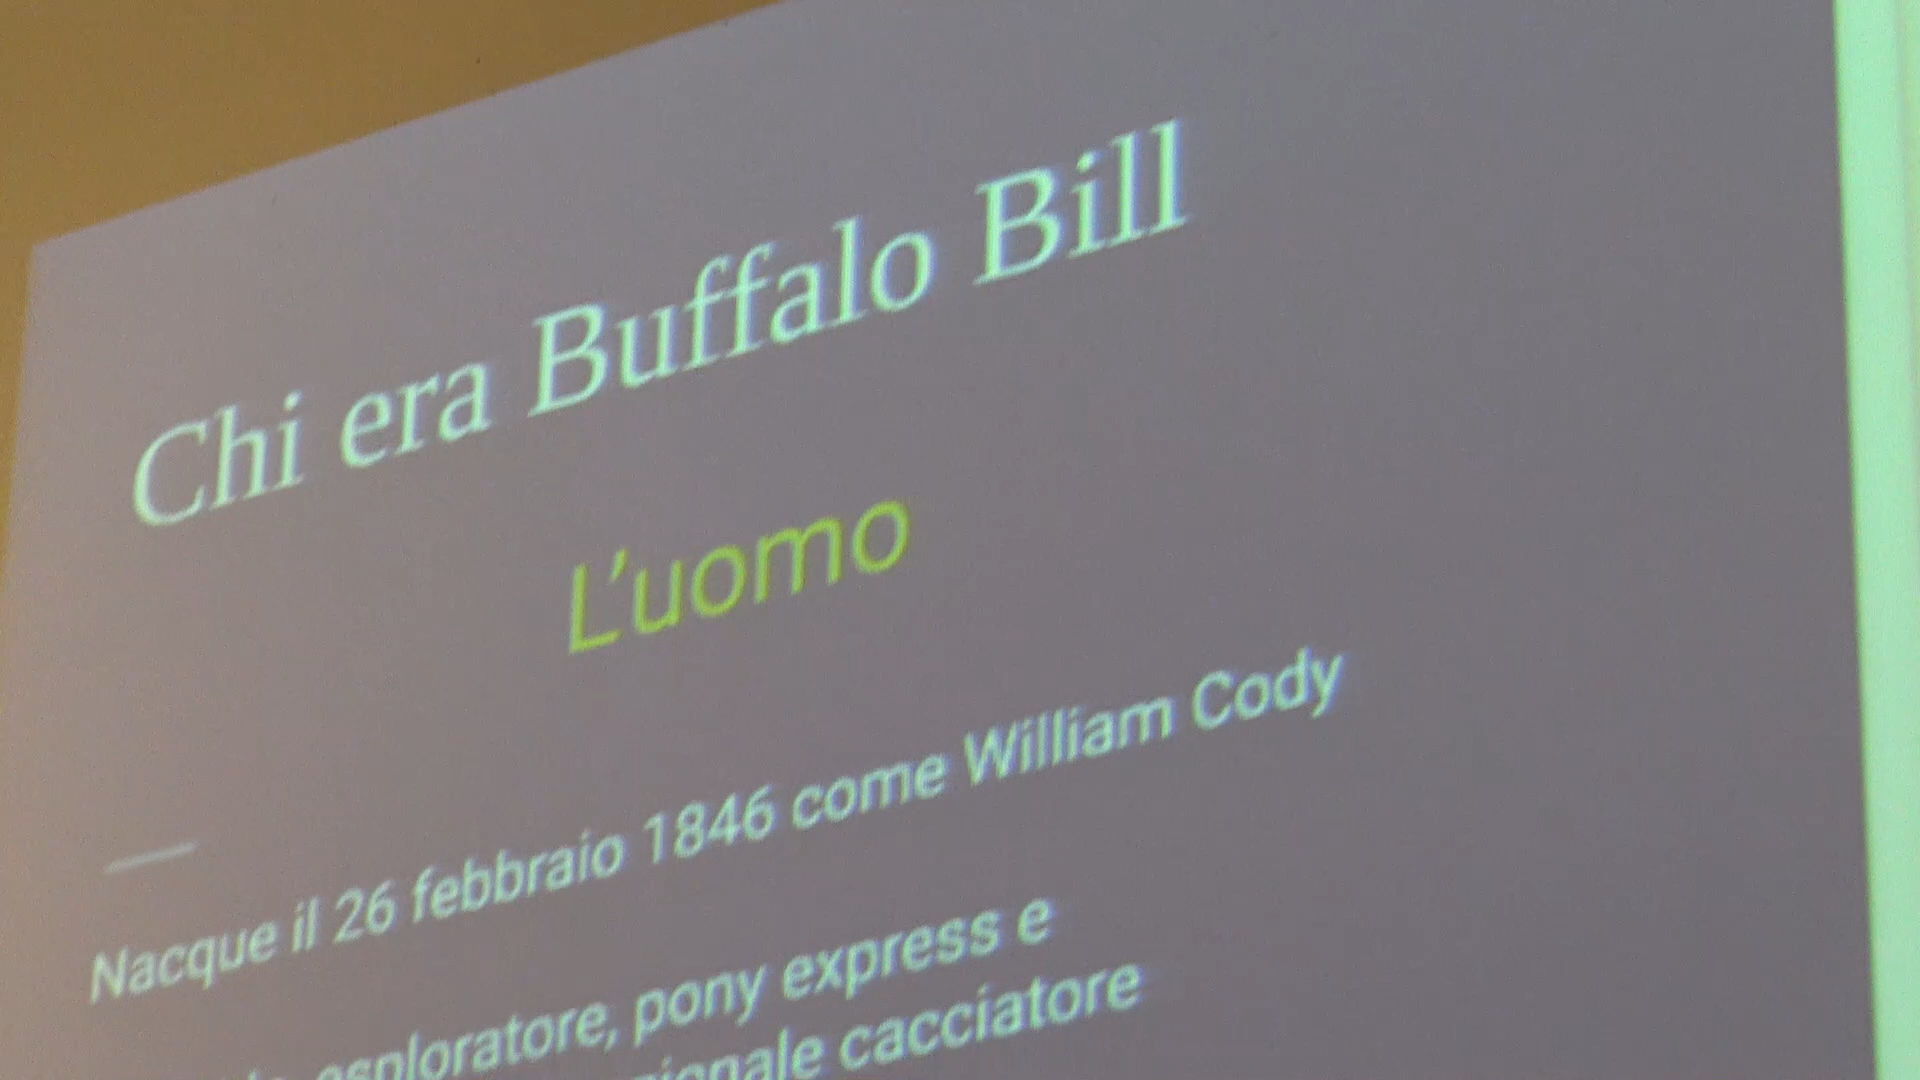 Chi era Buffalo Bill
L'uomo
Nacque il 26 febbraio 1846 come William Cody
esploratore, pony express e
cacciatore